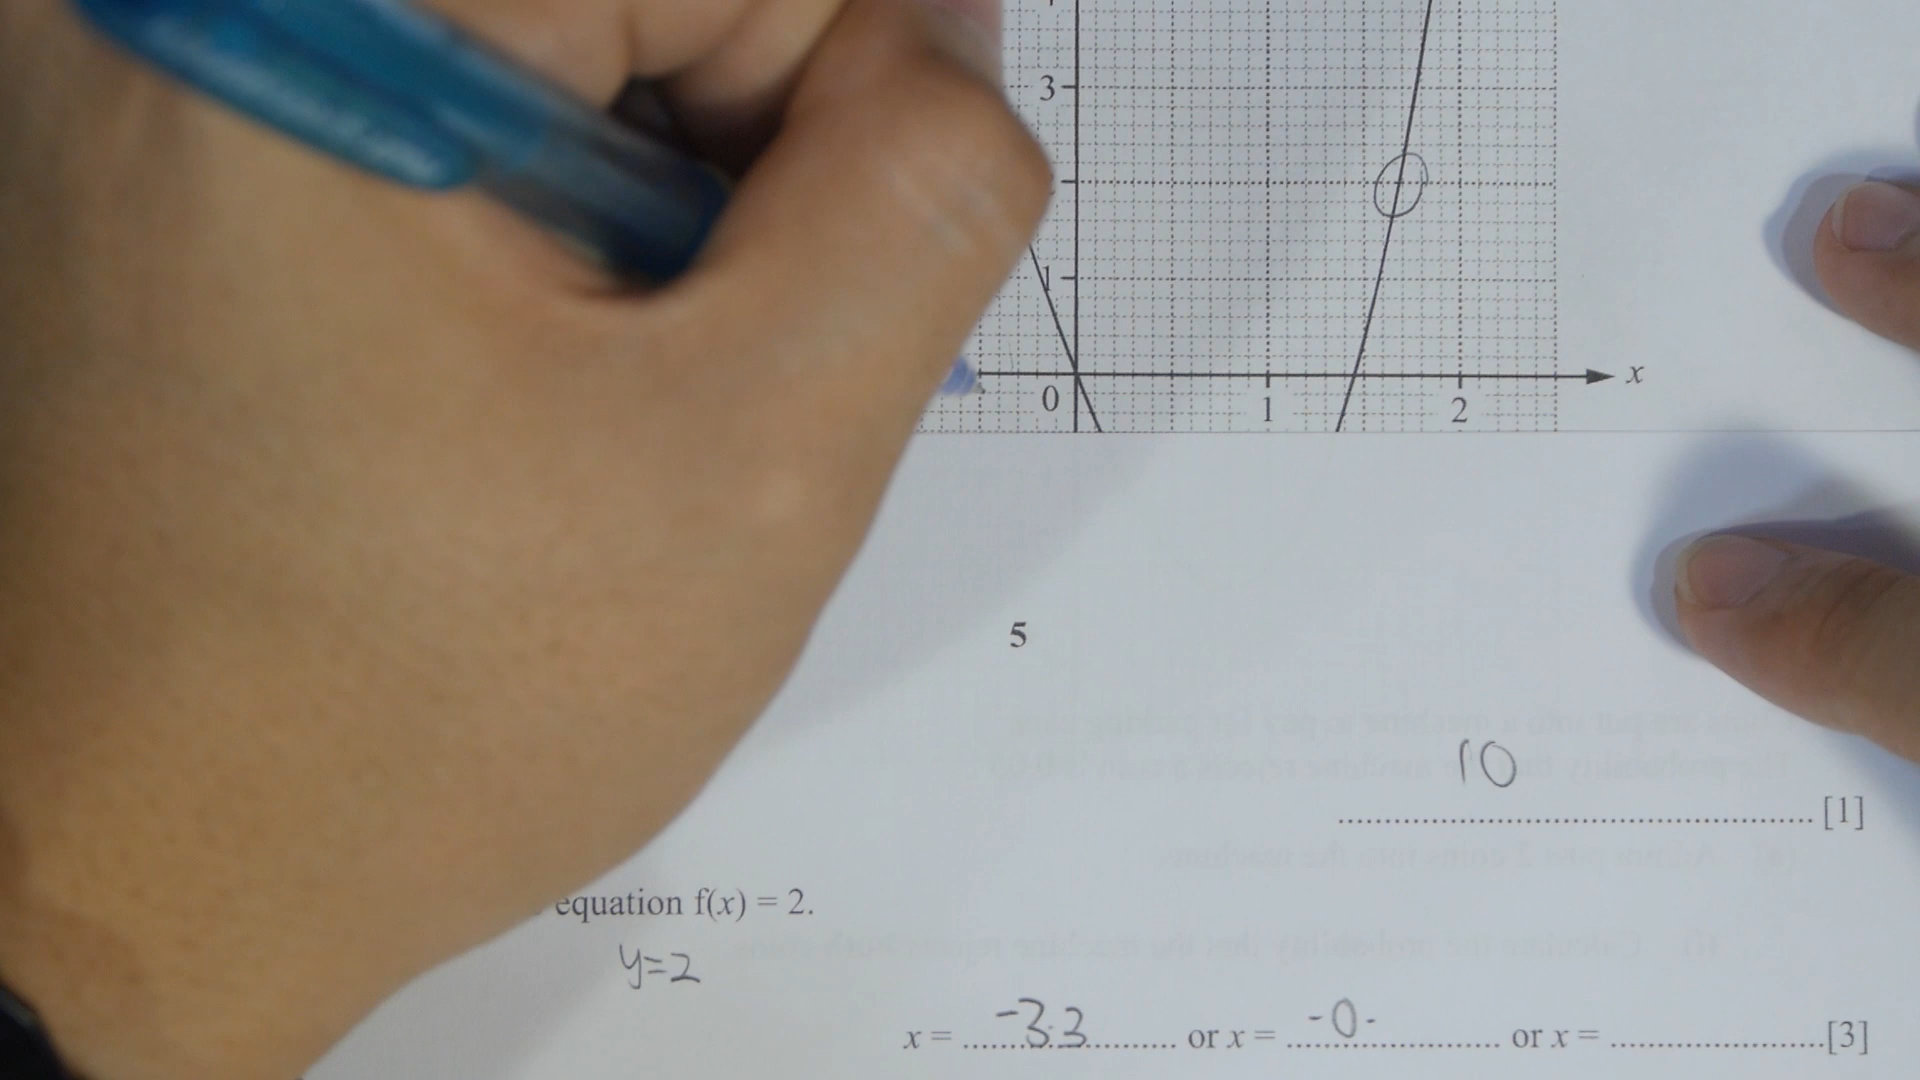 3
1
0
1
2
x
5
10
[1]
equation f(x) = 2.
y=2
x = -3.3 or x = -0. or x = [3]